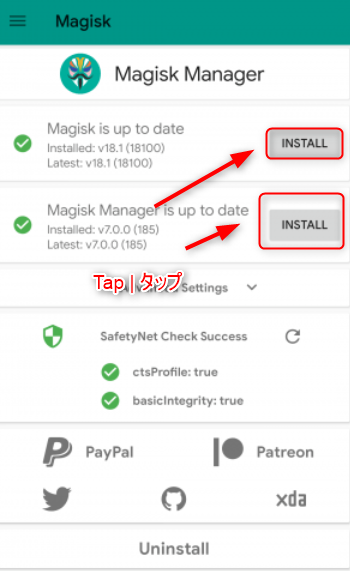 Magisk
Magisk Manager
Magisk is up to date
Installed: v18.1 (18100)
Latest: v18.1 (18100)
INSTALL
Magisk Manager is up to date
Installed: v7.0.0 (185)
Latest: v7.0.0 (185)
INSTALL
Tap | タップ
Settings
SafetyNet Check Success
ctsProfile: true
basicIntegrity: true
PayPal
Patreon
xda
Uninstall